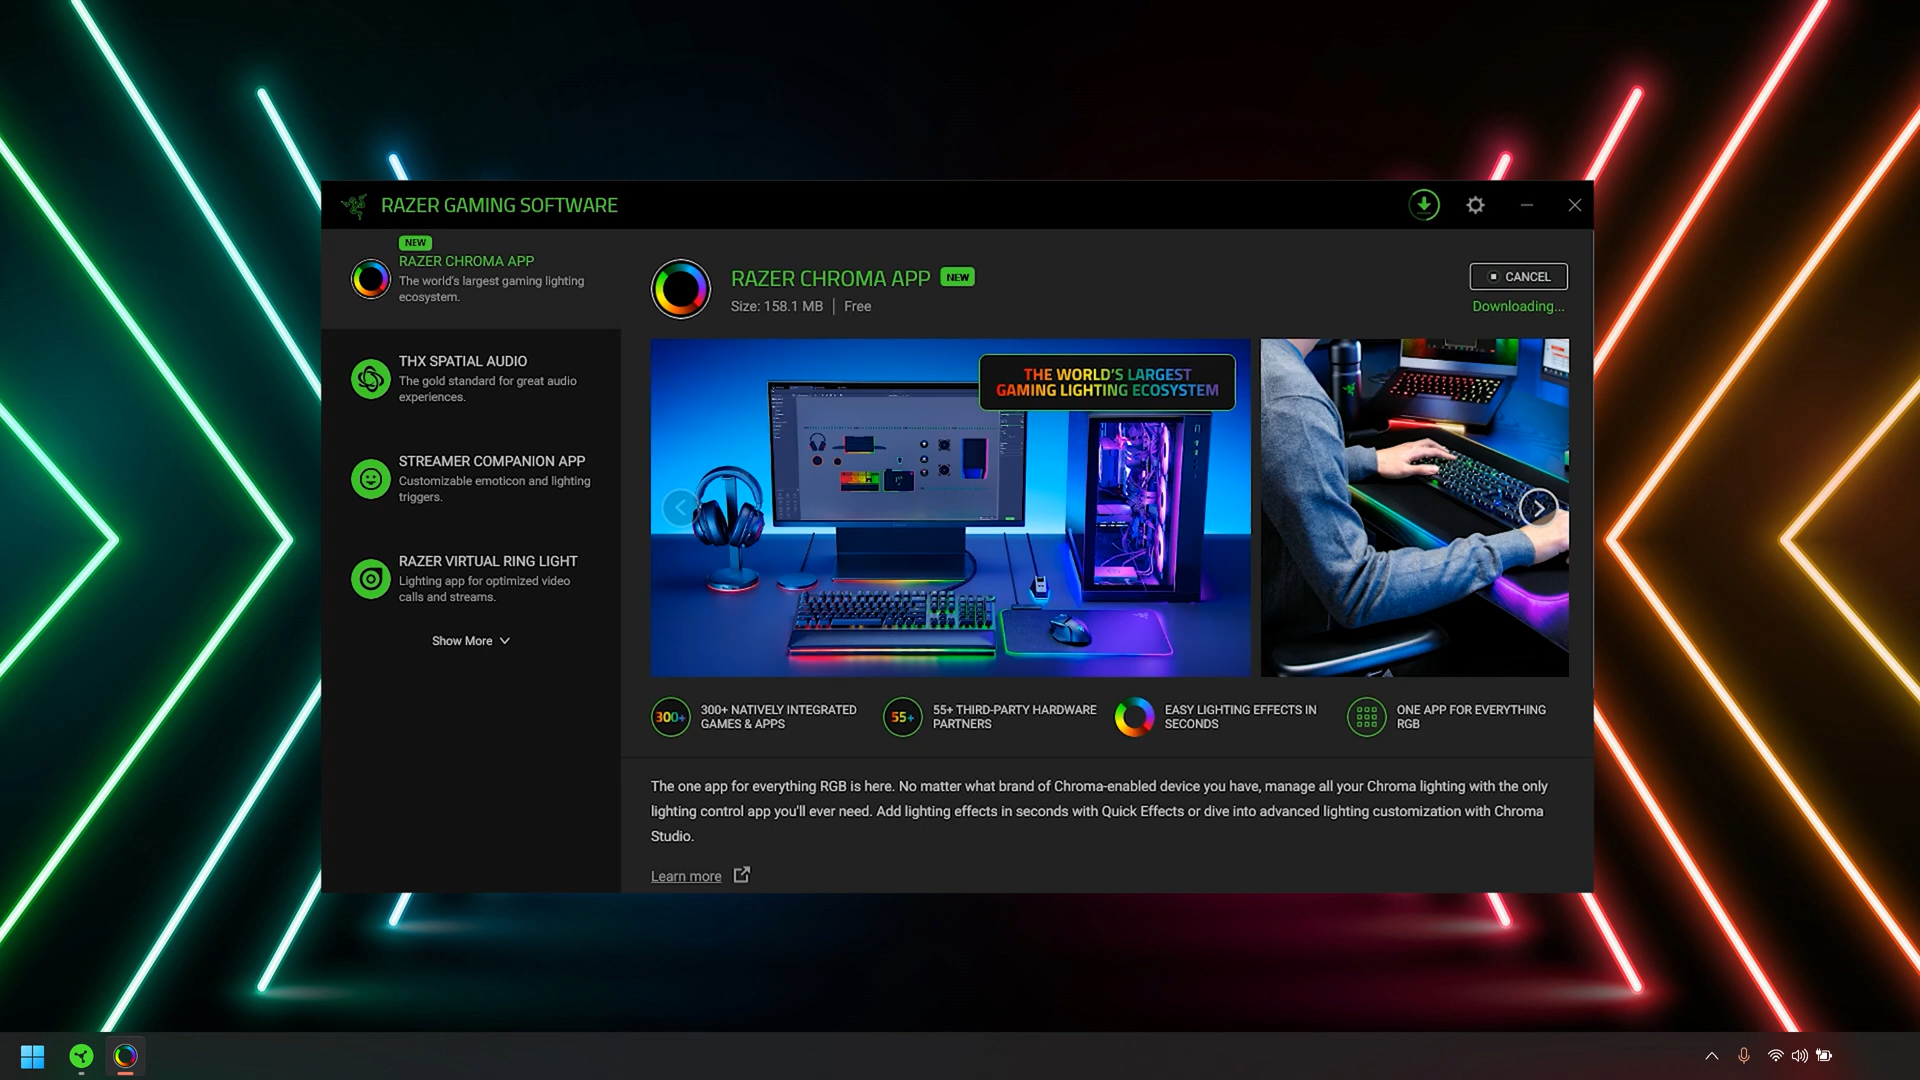 RAZER GAMING SOFTWARE
NEW
RAZER CHROMA APP
The world's largest gaming lighting
ecosystem.
THX SPATIAL AUDIO
The gold standard for great audio
experiences.
STREAMER COMPANION APP
Customizable emoticon and lighting
triggers.
RAZER VIRTUAL RING LIGHT
Lighting app for optimized video
calls and streams.
Show More
RAZER CHROMA APP NEW
Size: 158.1 MB | Free
CANCEL
Downloading...
THE WORLD'S LARGEST
GAMING LIGHTING ECOSYSTEM
300+ 300+ NATIVELY INTEGRATED
GAMES & APPS
55+ 55+ THIRD-PARTY HARDWARE
PARTNERS
EASY LIGHTING EFFECTS IN
SECONDS
ONE APP FOR EVERYTHING
RGB
The one app for everything RGB is here. No matter what brand of Chroma-enabled device you have, manage all your Chroma lighting with the only
lighting control app you'll ever need. Add lighting effects in seconds with Quick Effects or dive into advanced lighting customization with Chroma
Studio.
Learn more